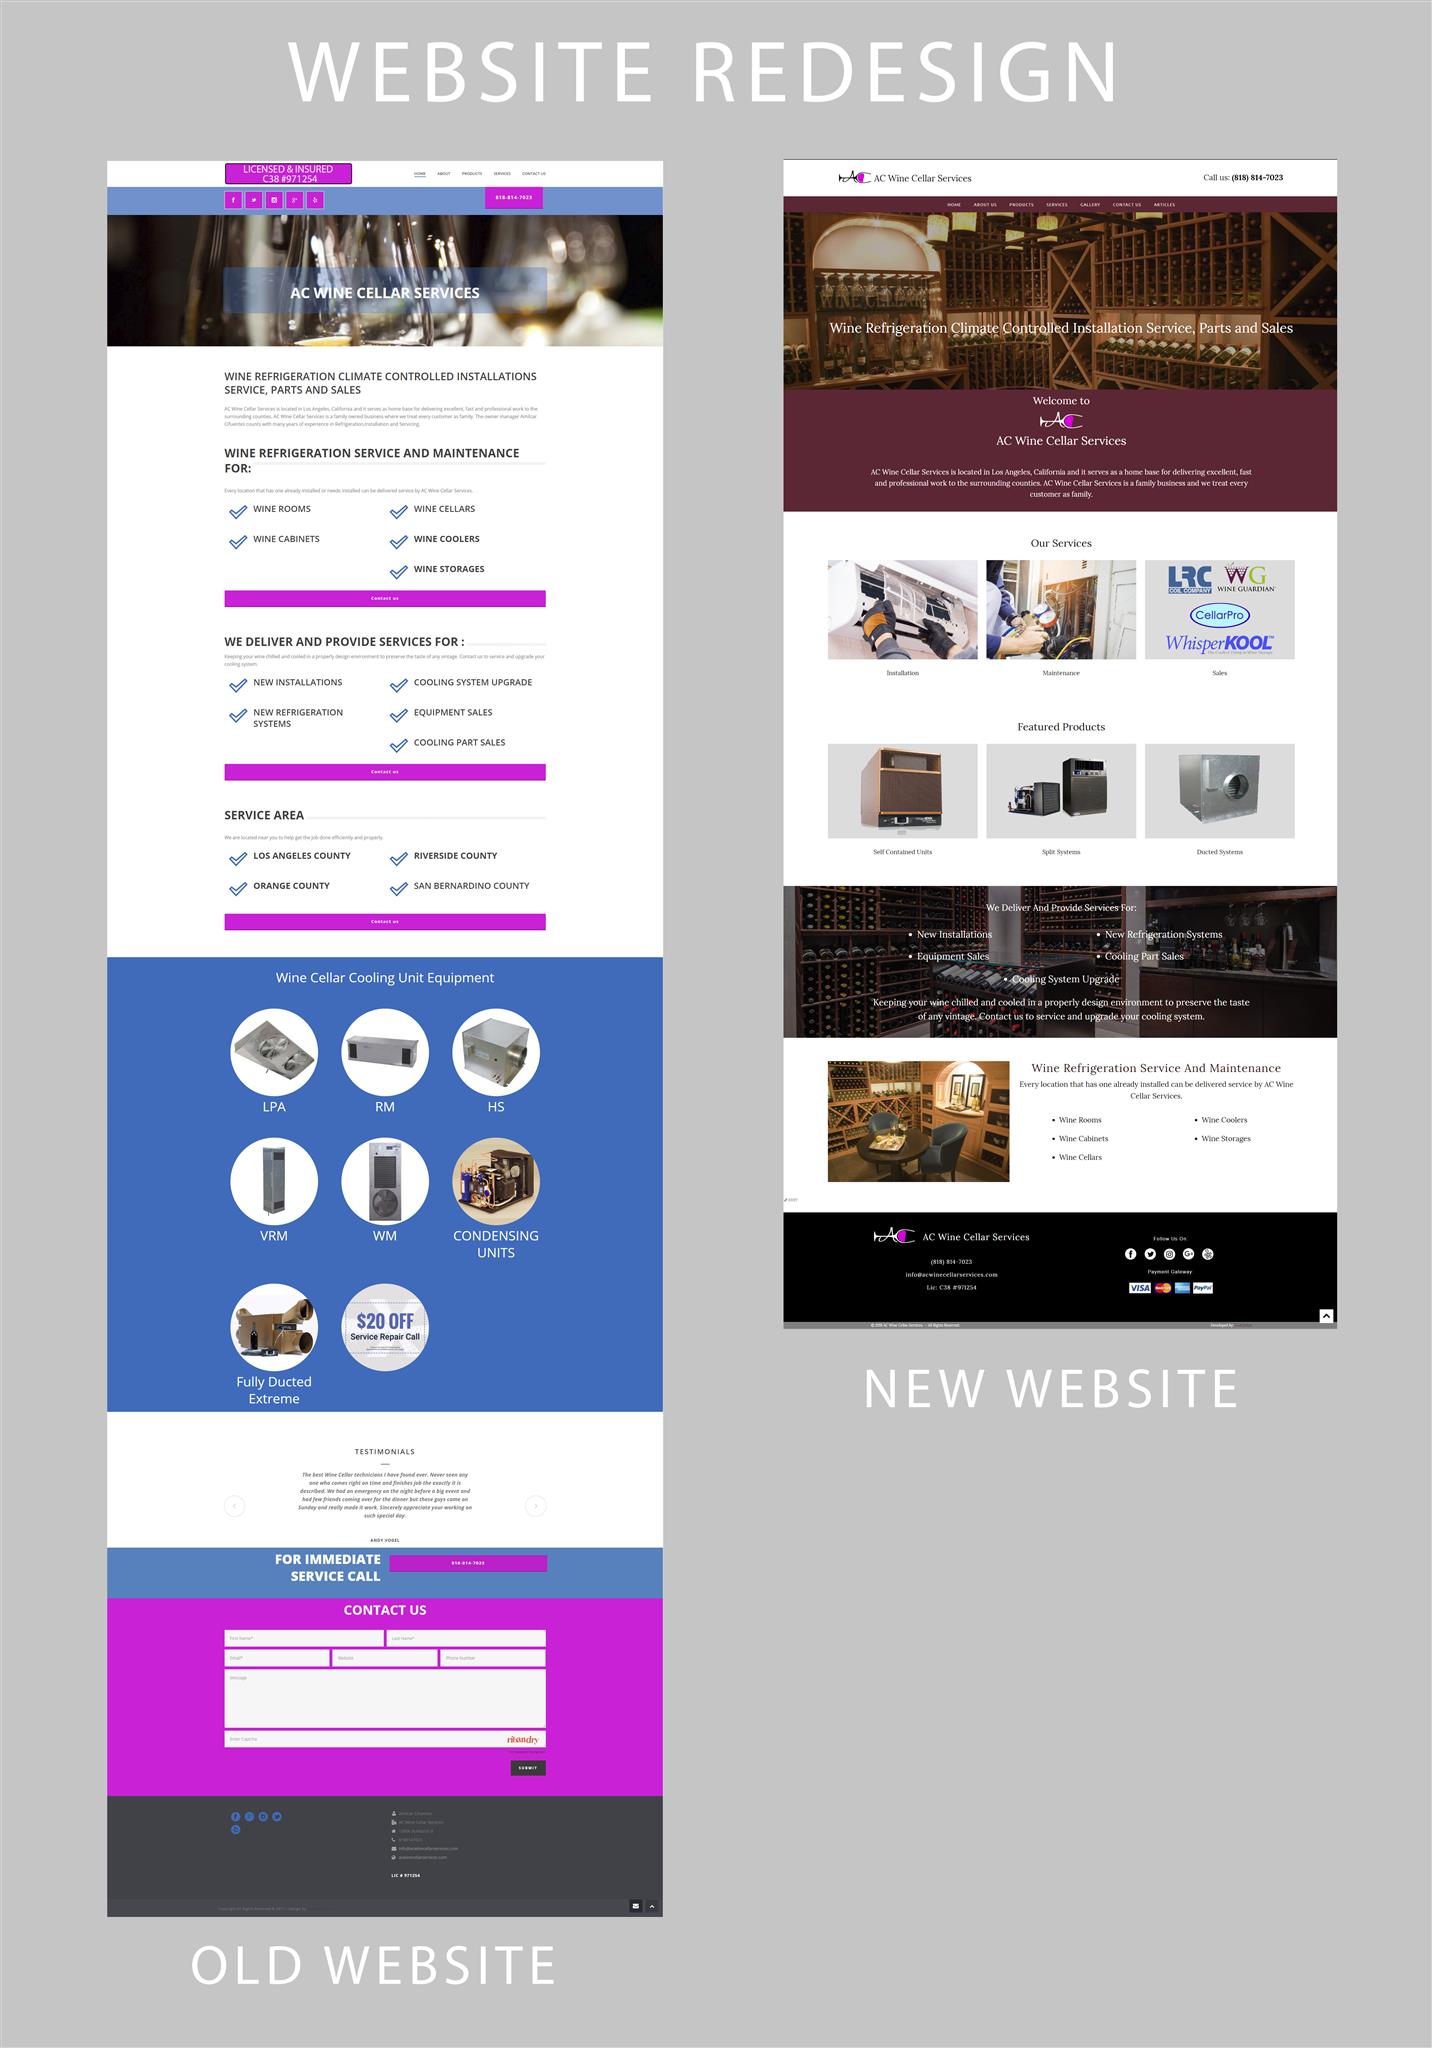 WEBSITE REDESIGN
LICENSED & INSURED
C38 #971254
HOME ABOUT PRODUCTS SERVICES CONTACT US
818-814-7023
AC WINE CELLAR SERVICES
WINE REFRIGERATION CLIMATE CONTROLLED INSTALLATIONS
SERVICE, PARTS AND SALES
AC Wine Cellar Services is located in Los Angeles, California and it serves as home base for delivering excellent, fast and professional work to the
surrounding counties. AC Wine Cellar Services is a family owned business where we treat every customer as family. The owner manager Amilcar
Cifuentes counts with many years of experience in Refrigeration,Installation and Servicing.
WINE REFRIGERATION SERVICE AND MAINTENANCE
FOR:
Every location that has one already installed or needs installed can be delivered service by AC Wine Cellar Services.
WINE ROOMS WINE CELLARS
WINE CABINETS WINE COOLERS
WINE STORAGES
Contact us
WE DELIVER AND PROVIDE SERVICES FOR :
Keeping your wine chilled and cooled in a properly design environment to preserve the taste of any vintage. Contact us to service and upgrade your
cooling system.
NEW INSTALLATIONS COOLING SYSTEM UPGRADE
NEW REFRIGERATION EQUIPMENT SALES
SYSTEMS
COOLING PART SALES
Contact us
SERVICE AREA
We are located near you to help get the job done efficiently and properly.
LOS ANGELES COUNTY RIVERSIDE COUNTY
ORANGE COUNTY SAN BERNARDINO COUNTY
Contact us
Wine Cellar Cooling Unit Equipment
LPA RM HS
VRM WM CONDENSING
UNITS
$20 OFF
Service Repair Call
Fully Ducted
Extreme
TESTIMONIALS
The best Wine Cellar technicians I have found ever. Never seen any
one who comes right on time and finishes job the exactly it is
described. We had an emergency on the night before a big event and
had few friends coming over for the dinner but these guys came on
Sunday and really made it work. Sincerely appreciate your working on
such special day.
ANDY VOGEL
FOR IMMEDIATE
SERVICE CALL
818-814-7023
CONTACT US
First Name* Last Name*
Email* Website Phone Number
Message
Enter Captcha
SUBMIT
AC Wine Cellar Services
info@acwinecellarservices.com
acwinecellarservices.com
LIC # 971254
OLD WEBSITE
AC Wine Cellar Services Call us: (818) 814-7023
HOME ABOUT US PRODUCTS SERVICES GALLERY CONTACT US ARTICLES
Wine Refrigeration Climate Controlled Installation Service, Parts and Sales
Welcome to
AC
AC Wine Cellar Services
AC Wine Cellar Services is located in Los Angeles, California and it serves as a home base for delivering excellent, fast
and professional work to the surrounding counties. AC Wine Cellar Services is a family business and we treat every
customer as family.
Our Services
LRC
COIL COMPANY
WG
WINE GUARDIAN
CellarPro
WhisperKOOL
Installation Maintenance Sales
Featured Products
Self Contained Units Split Systems Ducted Systems
We Deliver And Provide Services For:
• New Installations • New Refrigeration Systems
• Equipment Sales • Cooling Part Sales
• Cooling System Upgrade
Keeping your wine chilled and cooled in a properly design environment to preserve the taste
of any vintage. Contact us to service and upgrade your cooling system.
Wine Refrigeration Service And Maintenance
Every location that has one already installed can be delivered service by AC Wine
Cellar Services.
• Wine Rooms • Wine Coolers
• Wine Cabinets • Wine Storages
• Wine Cellars
EDIT
AC Wine Cellar Services
(818) 814-7023
info@acwinecellarservices.com
Lic: C38 #971254
Follow Us On:
Payment Gateway
VISA MasterCard PayPal
© 2018 AC Wine Cellar Services. – All Rights Reserved.
Developed by:
NEW WEBSITE